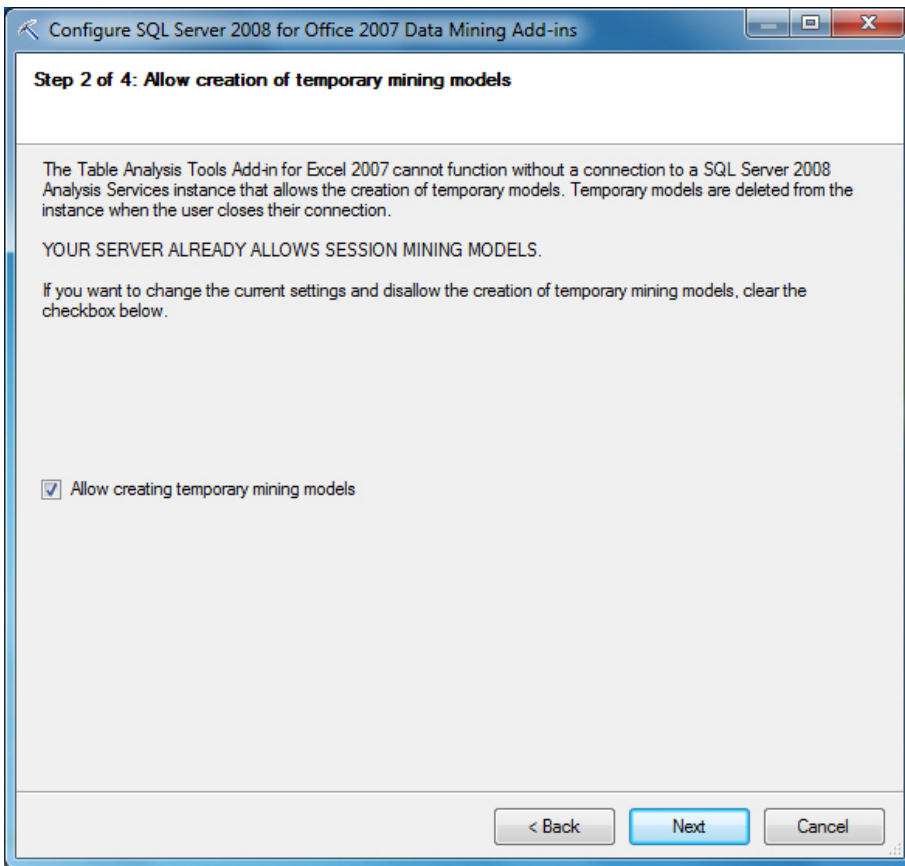 Configure SQL Server 2008 for Office 2007 Data Mining Add-ins
Step 2 of 4: Allow creation of temporary mining models
The Table Analysis Tools Add-in for Excel 2007 cannot function without a connection to a SQL Server 2008
Analysis Services instance that allows the creation of temporary models. Temporary models are deleted from the
instance when the user closes their connection.
YOUR SERVER ALREADY ALLOWS SESSION MINING MODELS.
If you want to change the current settings and disallow the creation of temporary mining models, clear the
checkbox below.
Allow creating temporary mining models
< Back
Next
Cancel